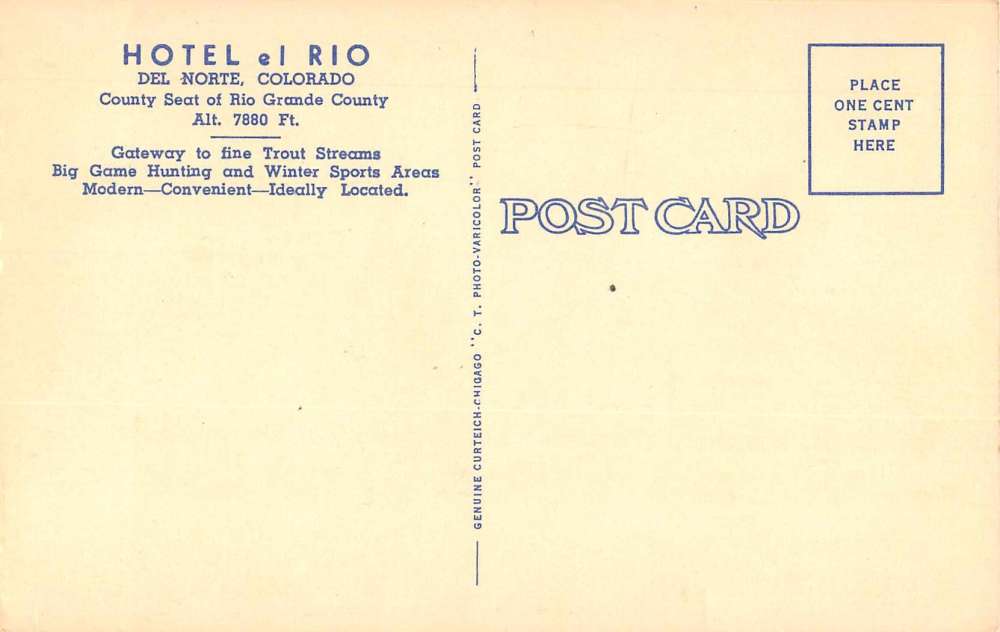 HOTEL el RIO
DEL NORTE, COLORADO
County Seat of Rio Grande County
Alt. 7880 Ft.
Gateway to fine Trout Streams
Big Game Hunting and Winter Sports Areas
Modern—Convenient—Ideally Located.
GENUINE CURTEICH-CHICAGO "C. T. PHOTO-VARICOLOR" POST CARD
POST CARD
PLACE
ONE CENT
STAMP
HERE